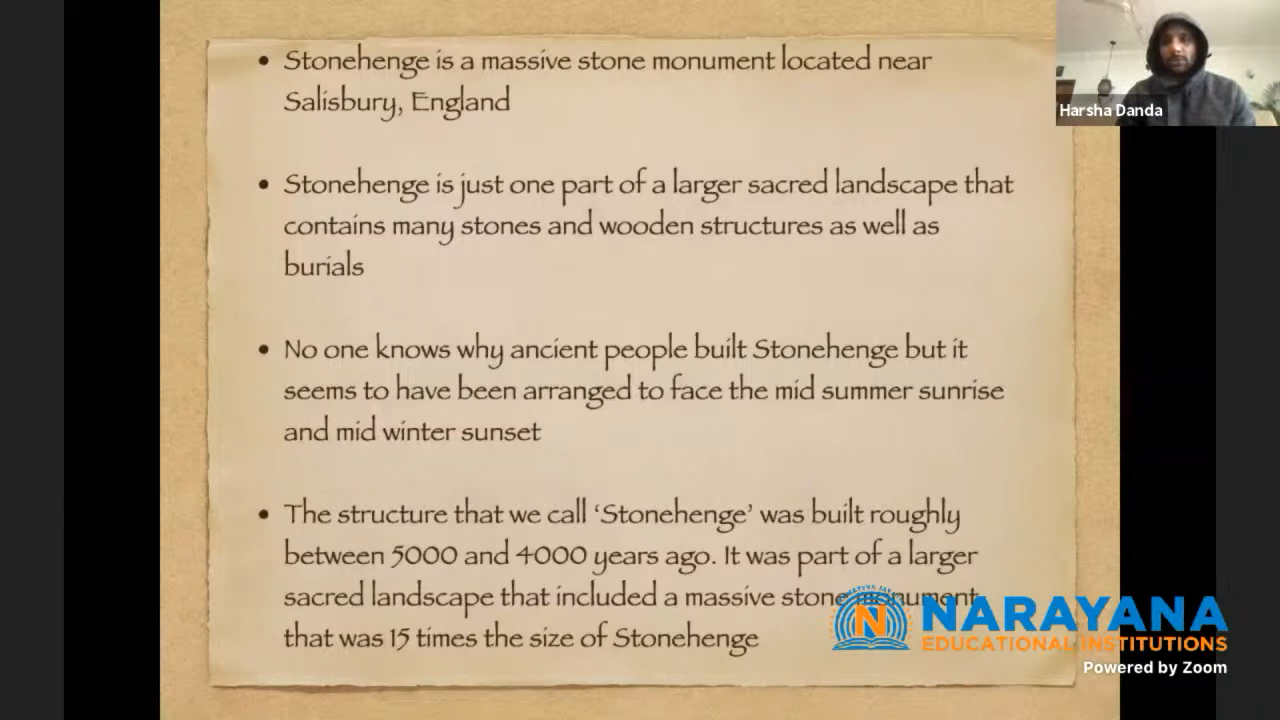 • Stonehenge is a massive stone monument located near
Salisbury, England
• Stonehenge is just one part of a larger sacred landscape that
contains many stones and wooden structures as well as
burials
• No one knows why ancient people built Stonehenge but it
seems to have been arranged to face the mid summer sunrise
and mid winter sunset
• The structure that we call ‘Stonehenge’ was built roughly
between 5000 and 4000 years ago. It was part of a larger
sacred landscape that included a massive stone monument
that was 15 times the size of Stonehenge
Harsha Danda
N
NARAYANA
EDUCATIONAL INSTITUTIONS
Powered by Zoom